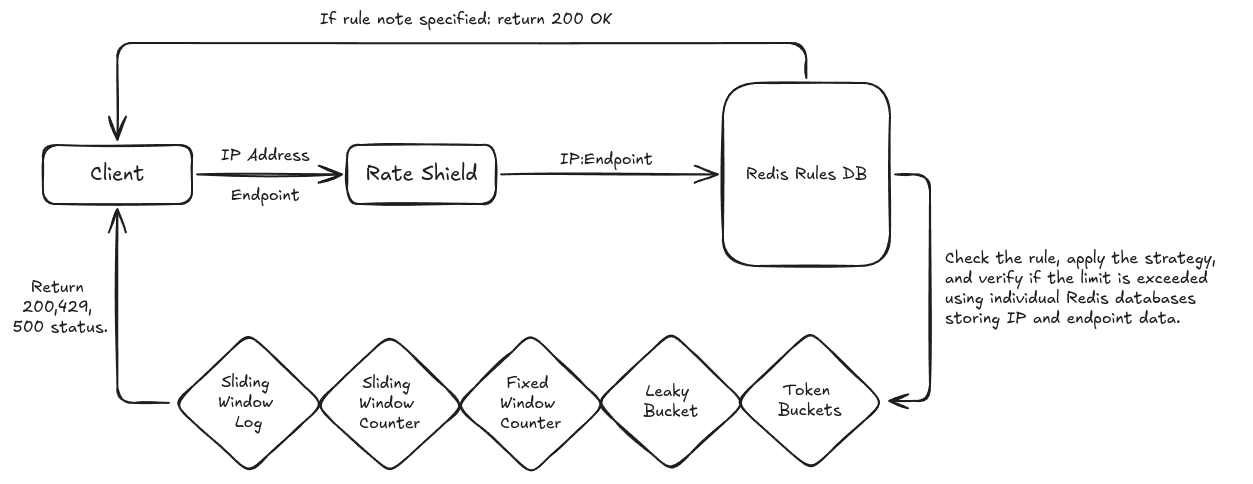 If rule note specified: return 200 OK
IP Address
Client
Rate Shield
IP:Endpoint
Redis Rules DB
Endpoint
Check the rule, apply the strategy,
and verify if the limit is exceeded
using individual Redis databases
storing IP and endpoint data.
Return
200,429,
500 status.
Sliding
Window
Log
Sliding
Window
Counter
Fixed
Window
Counter
Leaky
Bucket
Token
Buckets